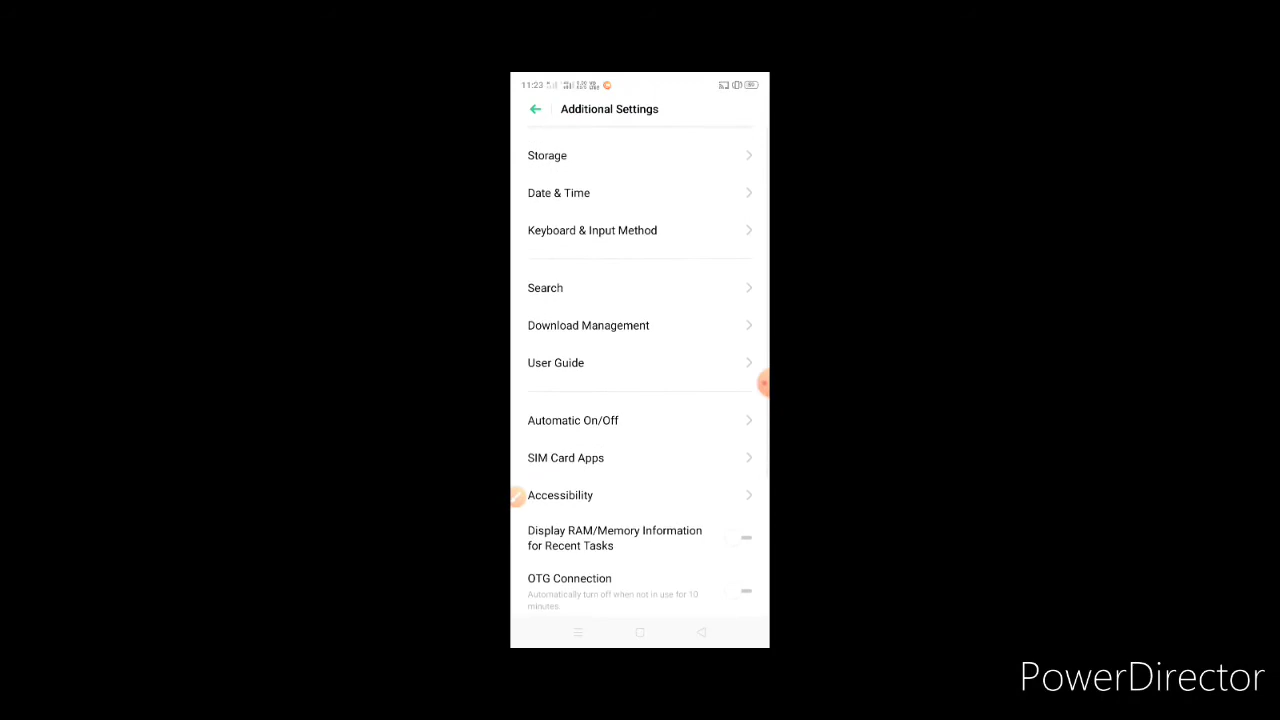 11:23
Additional Settings
Storage
Date & Time
Keyboard & Input Method
Search
Download Management
User Guide
Automatic On/Off
SIM Card Apps
Accessibility
Display RAM/Memory Information
for Recent Tasks
OTG Connection
Automatically turn off when not in use for 10
minutes.
PowerDirector